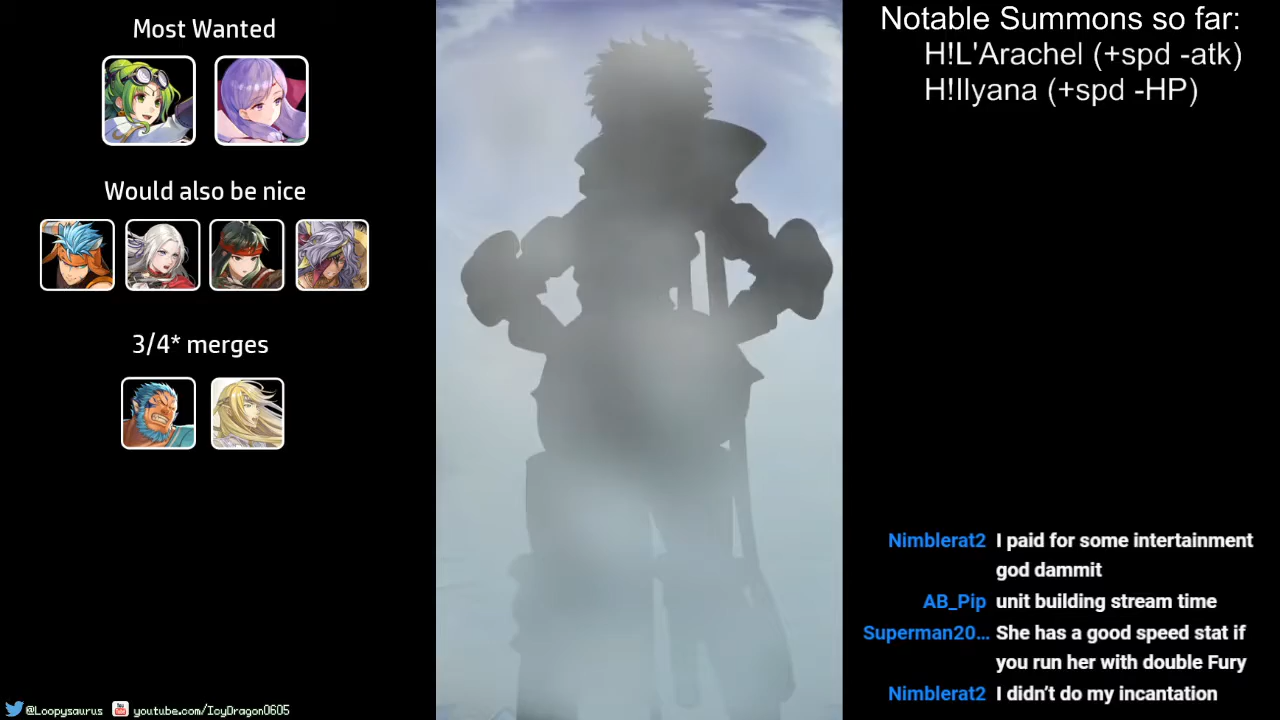 Most Wanted
Would also be nice
3/4* merges
@Loopysaurus
youtube.com/IcyDragon0605
Notable Summons so far:
H!L'Arachel (+spd -atk)
H!Ilyana (+spd -HP)
Nimblerat2 I paid for some intertainment
god dammit
AB_Pip unit building stream time
Superman20... She has a good speed stat if
you run her with double Fury
Nimblerat2 I didn't do my incantation